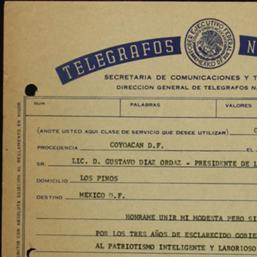 TELEGRAFOS N
PODER EJECUTIVO FEDERAL
SECRETARIA DE COMUNICACIONES Y T
DIRECCION GENERAL DE TELEGRAFOS NA
NUM PALABRAS VALORES
(ANOTE USTED AQUI CLASE DE SERVICIO QUE DESEE UTILIZAR)
PROCEDENCIA COYOACAN D.F. EL
SR. LIC. D. GUSTAVO DIAZ ORDAZ - PRESIDENTE DE L
DOMICILIO LOS PINOS
DESTINO MEXICO D.F.
HONRAME UNIR MI MODESTA PERO SI
POR LOS TRES AÑOS DE ESCLARECIDO GOBIE
AL PATRIOTISMO INTELIGENTE Y LABORIOSO